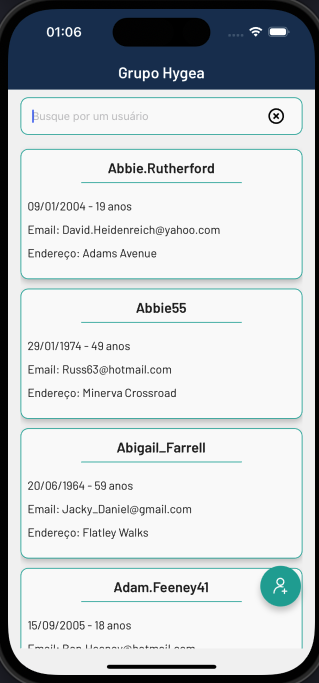 01:06
Grupo Hygea
Busque por um usuário
Abbie.Rutherford
09/01/2004 - 19 anos
Email: David.Heidenreich@yahoo.com
Endereço: Adams Avenue
Abbie55
29/01/1974 - 49 anos
Email: Russ63@hotmail.com
Endereço: Minerva Crossroad
Abigail_Farrell
20/06/1964 - 59 anos
Email: Jacky_Daniel@gmail.com
Endereço: Flatley Walks
Adam.Feeney41
15/09/2005 - 18 anos